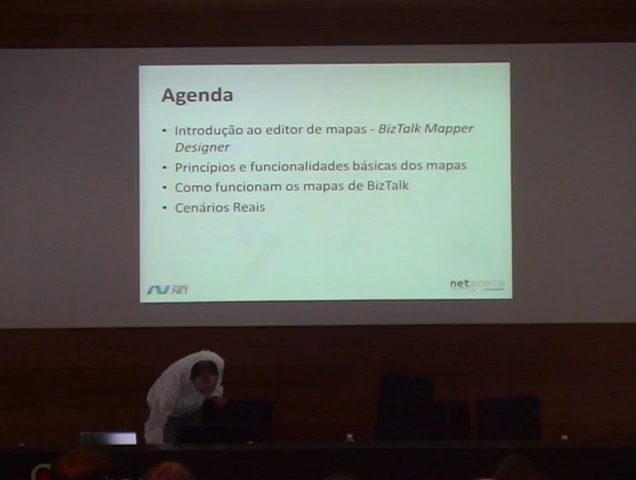 Agenda
• Introdução ao editor de mapas - BizTalk Mapper
Designer
• Princípios e funcionalidades básicas dos mapas
• Como funcionam os mapas de BizTalk
• Cenários Reais
.NET
netponto